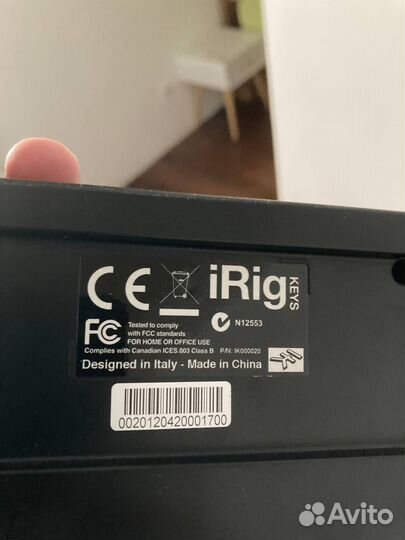 CE iRig KEYS
FC Tested to comply
with FCC standards
FOR HOME OR OFFICE USE
N12553
Complies with Canadian ICES.003 Class B P/N: IK000020
Designed in Italy - Made in China
0020120420001700
Avito